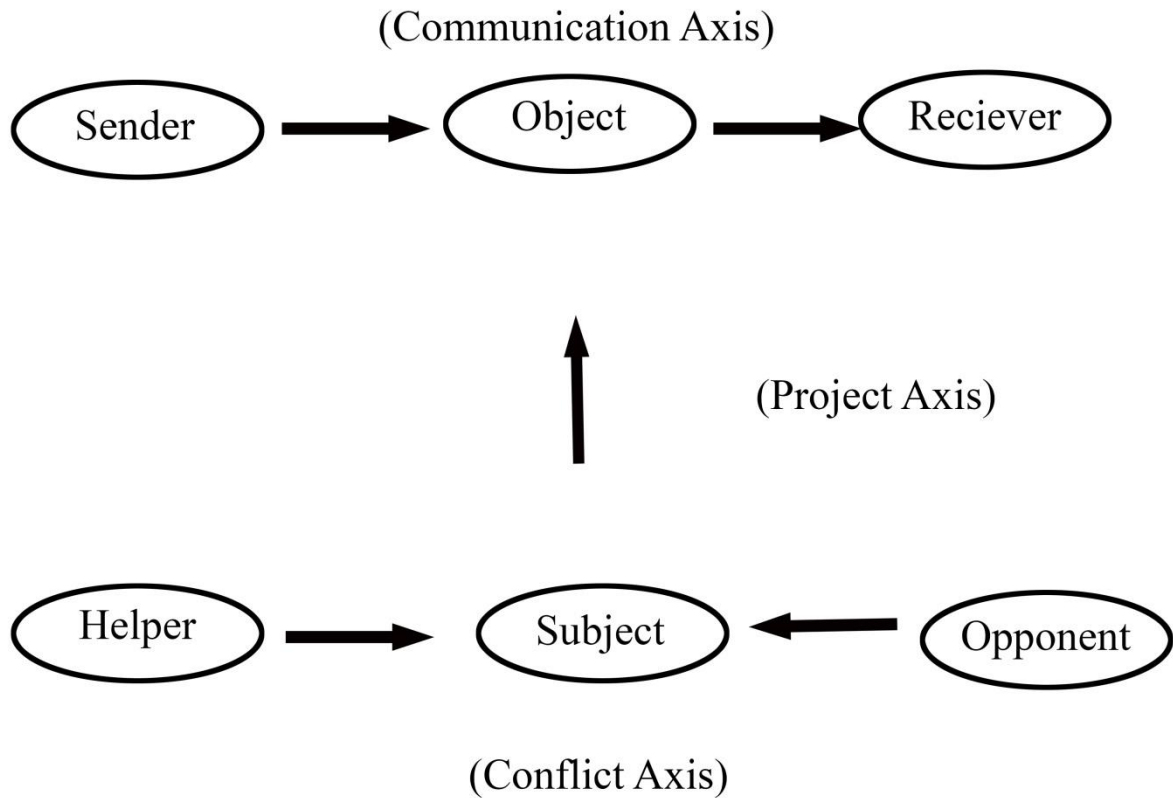 (Communication Axis)
Sender
Object
Reciever
(Project Axis)
Helper
Subject
Opponent
(Conflict Axis)